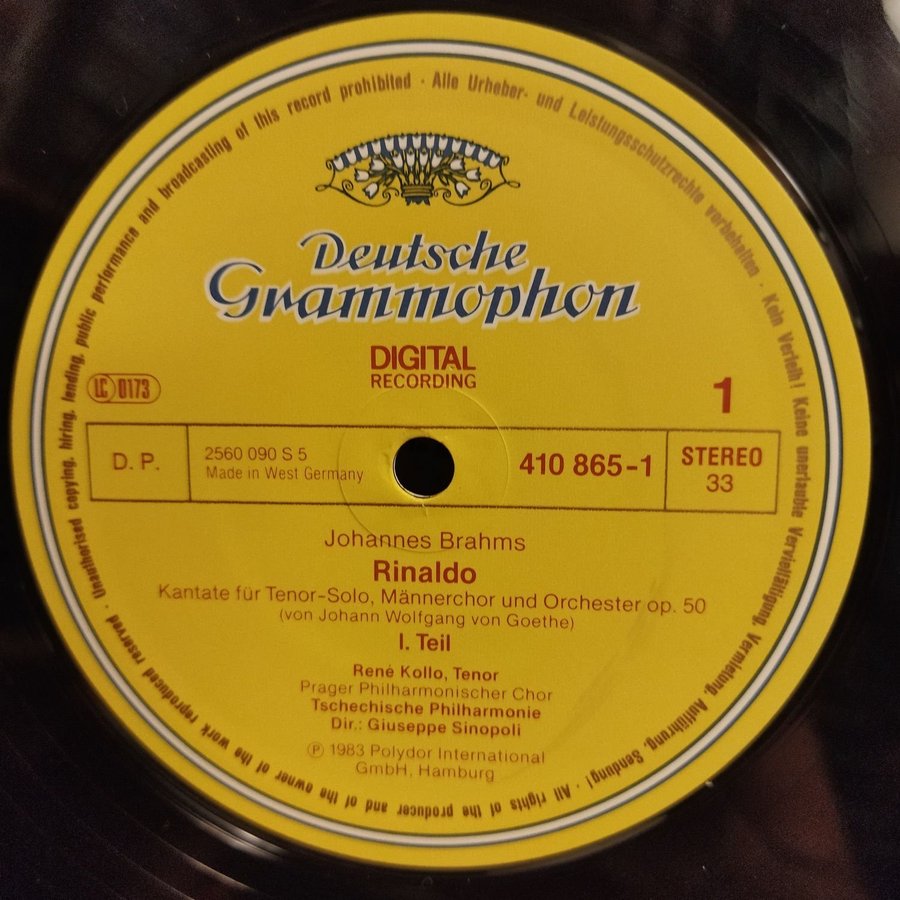 Alle Urheber- und Leistungsschutzrechte vorbehalten · Kein Verleih! Keine unerlaubte Vervielfältigung, Vermietung, Aufführung, Sendung! · All rights of the producer and of the owner of the work reproduced reserved · Unauthorised copying, hiring, lending, public performance and broadcasting of this record prohibited ·
Deutsche
Grammophon
DIGITAL
RECORDING
LC 0173
1
D. P.
2560 090 S 5
Made in West Germany
410 865-1
STEREO
33
Johannes Brahms
Rinaldo
Kantate für Tenor-Solo, Männerchor und Orchester op. 50
(von Johann Wolfgang von Goethe)
I. Teil
René Kollo, Tenor
Prager Philharmonischer Chor
Tschechische Philharmonie
Dir.: Giuseppe Sinopoli
Ⓟ 1983 Polydor International
GmbH, Hamburg